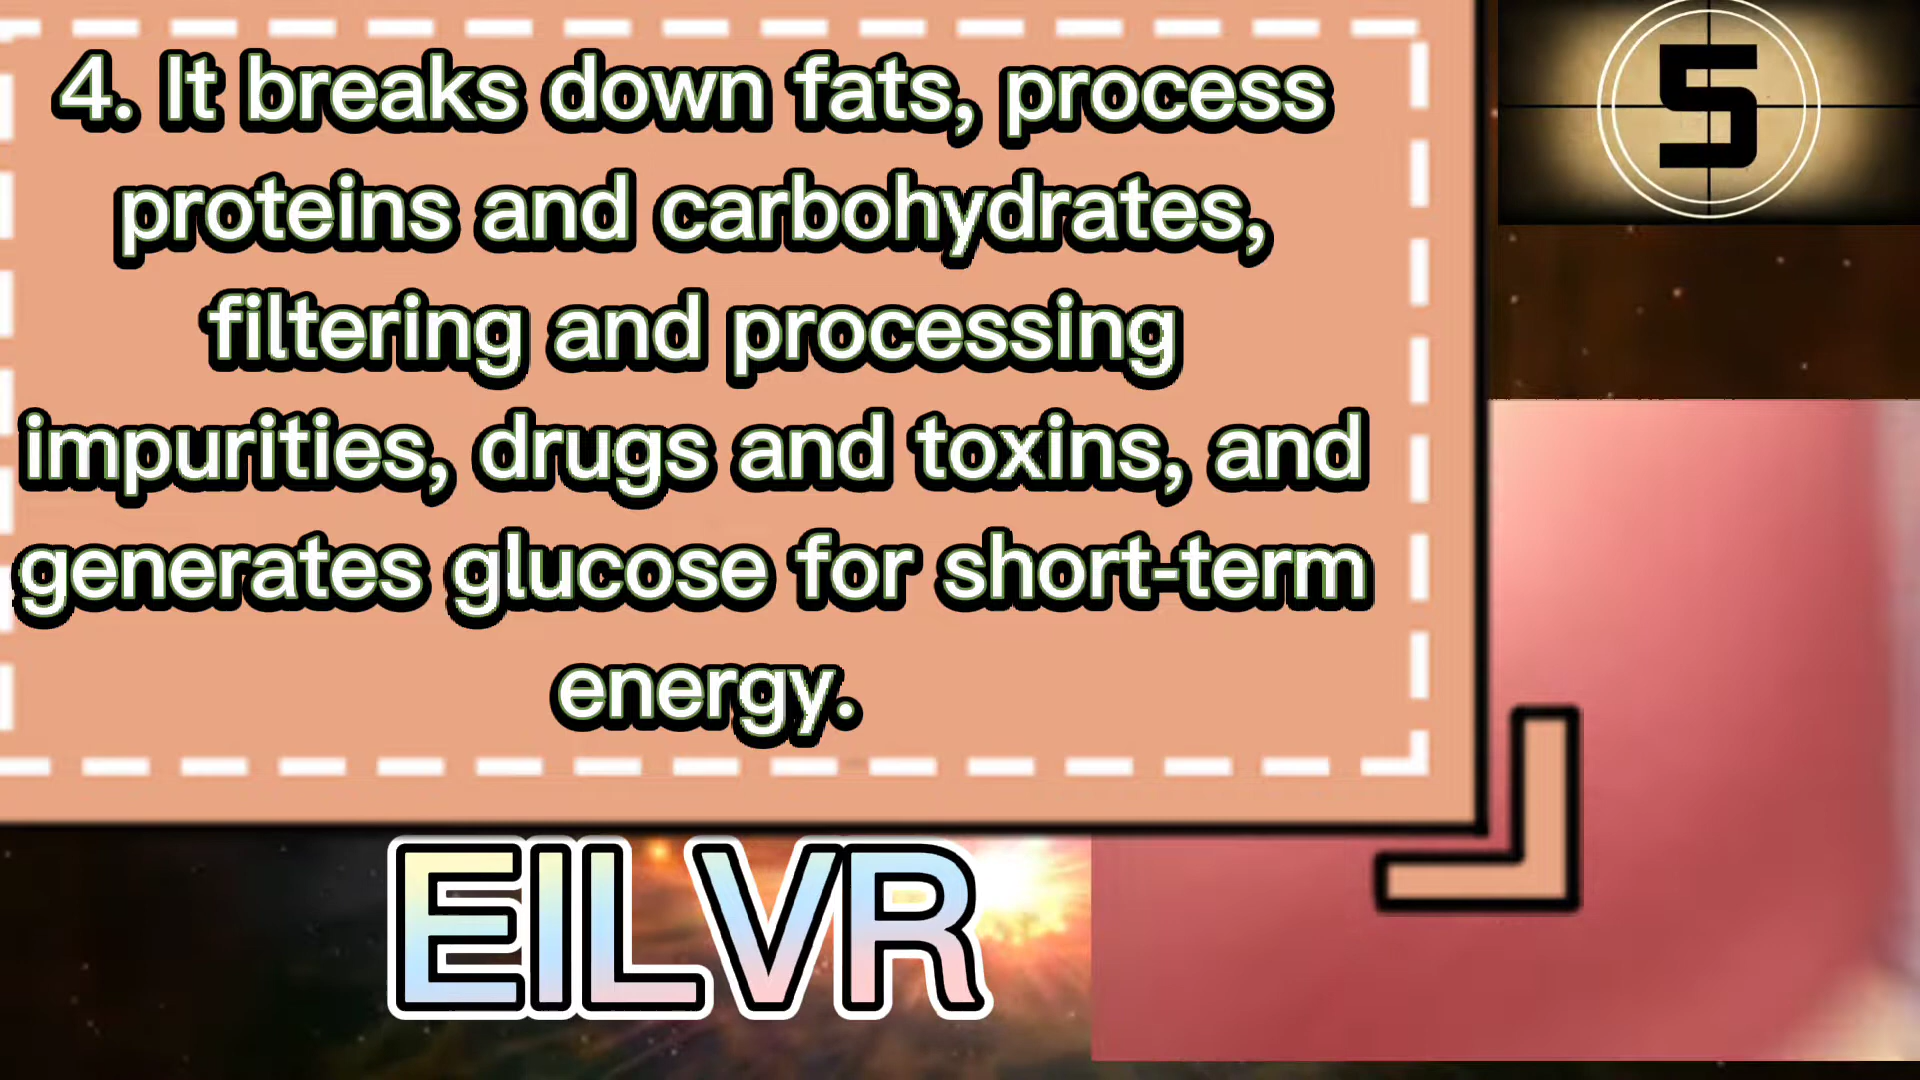 4. It breaks down fats, process
proteins and carbohydrates,
filtering and processing
impurities, drugs and toxins, and
generates glucose for short-term
energy.
5
EILVR